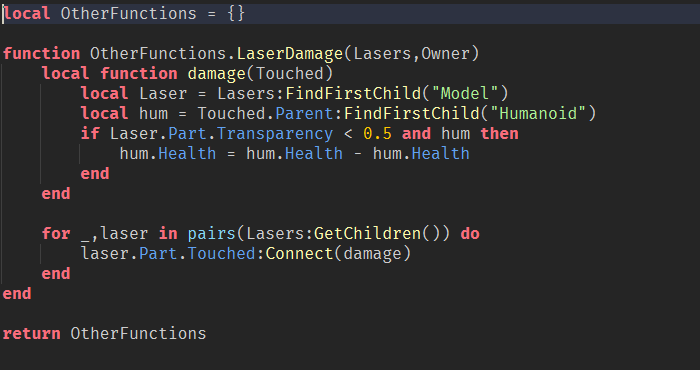 local OtherFunctions = {}
function OtherFunctions.LaserDamage(Lasers,Owner)
local function damage(Touched)
local Laser = Lasers:FindFirstChild("Model")
local hum = Touched.Parent:FindFirstChild("Humanoid")
if Laser.Part.Transparency < 0.5 and hum then
hum.Health = hum.Health - hum.Health
end
end
for _,laser in pairs(Lasers:GetChildren()) do
laser.Part.Touched:Connect(damage)
end
end
return OtherFunctions